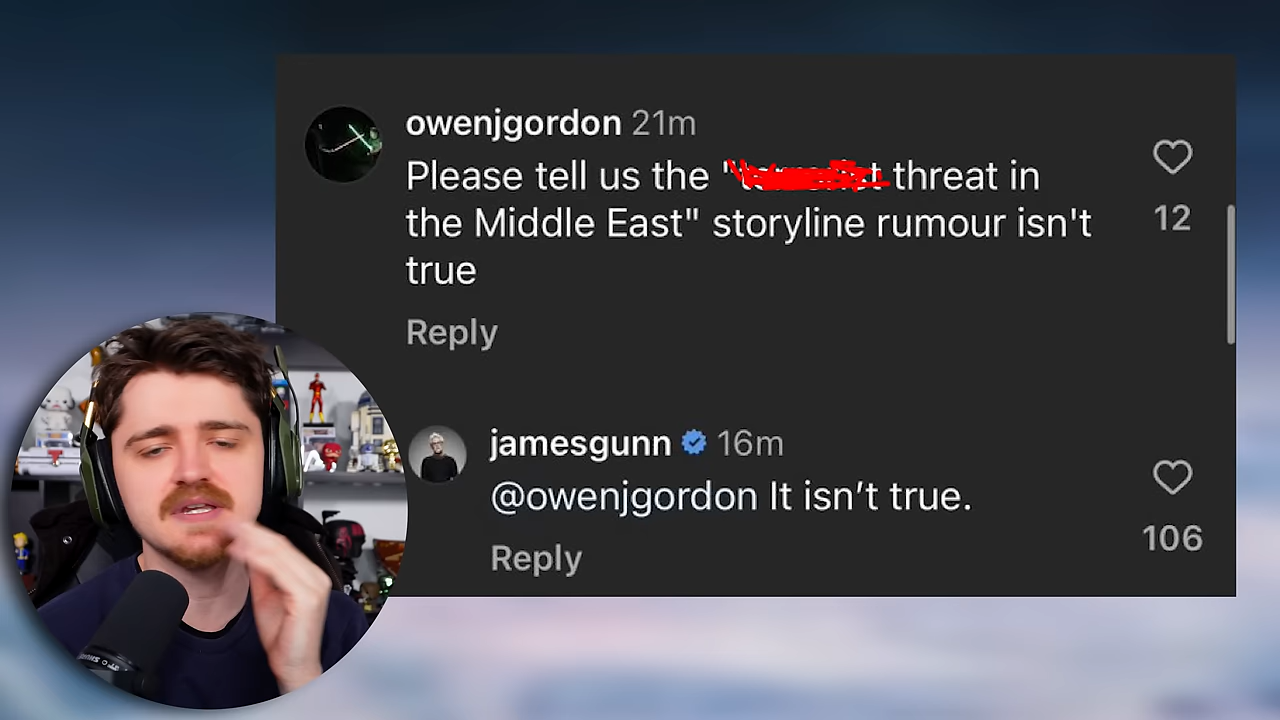 owenjgordon 21m
Please tell us the " threat in
the Middle East" storyline rumour isn't
true
12
Reply
jamesgunn 16m
@owenjgordon It isn’t true.
106
Reply